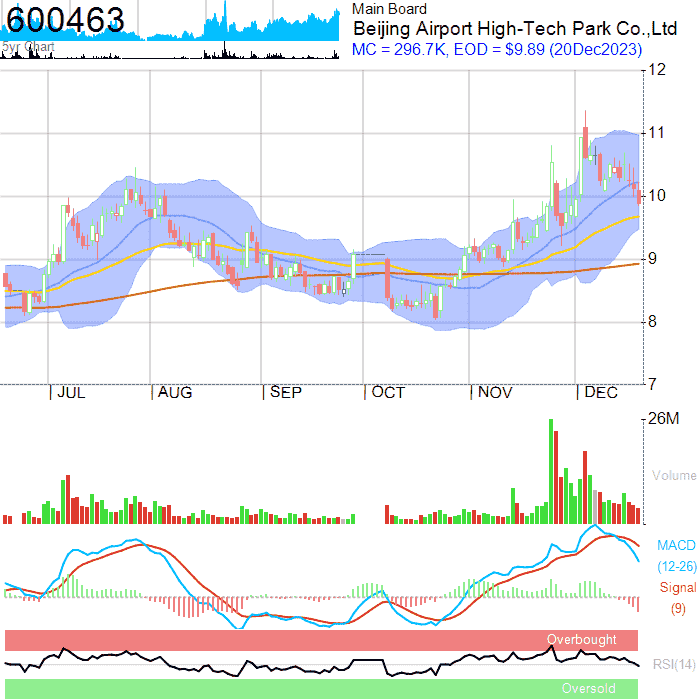 600463
5yr Chart
Main Board
Beijing Airport High-Tech Park Co.,Ltd
MC = 296.7K, EOD = $9.89 (20Dec2023)
12
11
10
9
8
7
JUL AUG SEP OCT NOV DEC
26M
Volume
MACD
(12-26)
Signal
(9)
Overbought
RSI(14)
Oversold